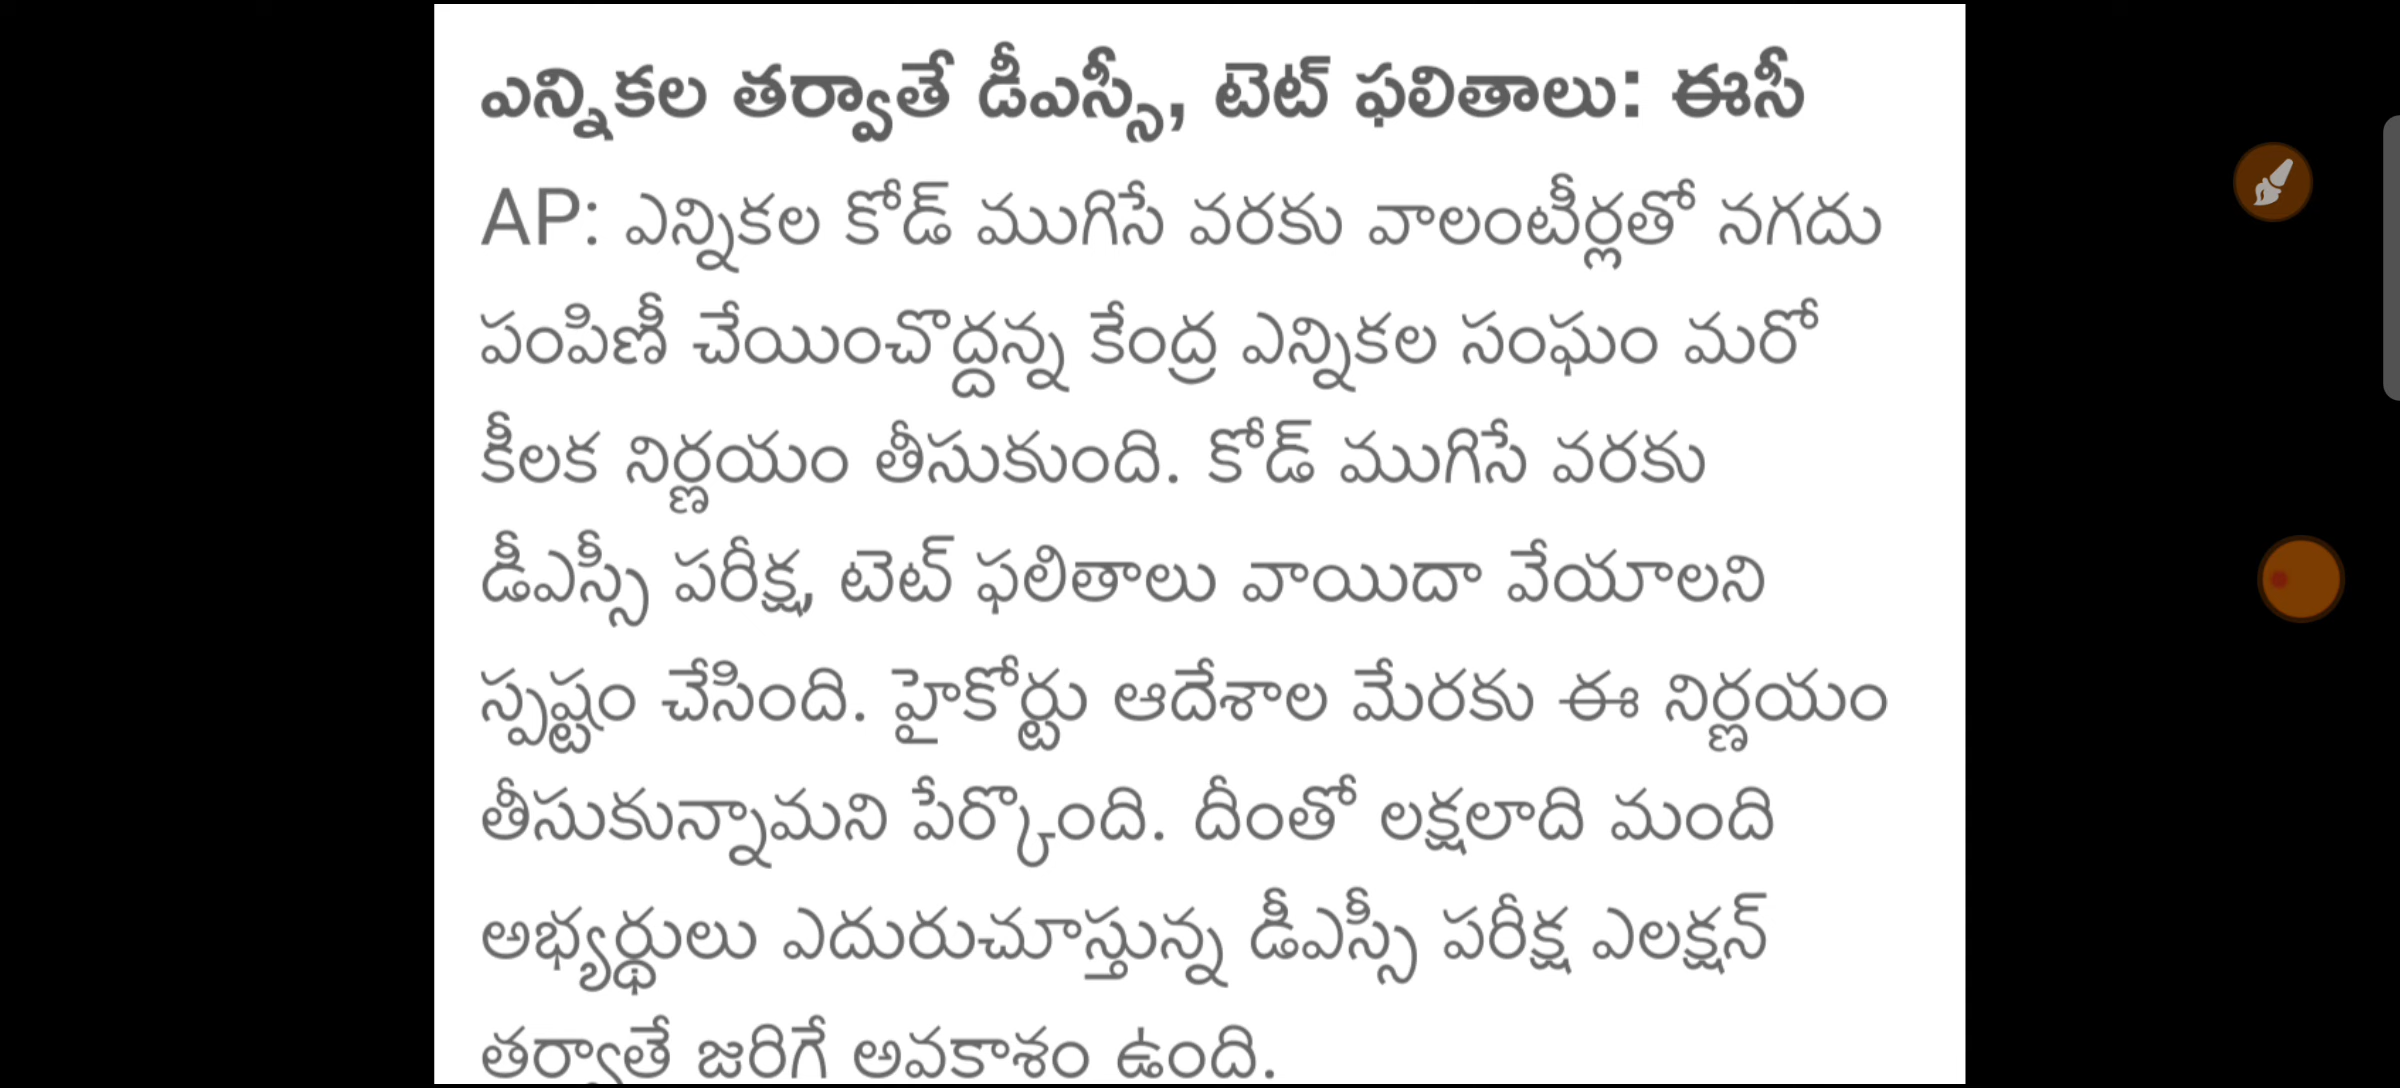 ఎన్నికల తర్వాతే డీఎస్సీ, టెట్ ఫలితాలు: ఈసీ
AP: ఎన్నికల కోడ్ ముగిసే వరకు వాలంటీర్లతో నగదు
పంపిణీ చేయించొద్దన్న కేంద్ర ఎన్నికల సంఘం మరో
కీలక నిర్ణయం తీసుకుంది. కోడ్ ముగిసే వరకు
డీఎస్సీ పరీక్ష, టెట్ ఫలితాలు వాయిదా వేయాలని
స్పష్టం చేసింది. హైకోర్టు ఆదేశాల మేరకు ఈ నిర్ణయం
తీసుకున్నామని పేర్కొంది. దీంతో లక్షలాది మంది
అభ్యర్థులు ఎదురుచూస్తున్న డీఎస్సీ పరీక్ష ఎలక్షన్
తర్వాతే జరిగే అవకాశం ఉంది.